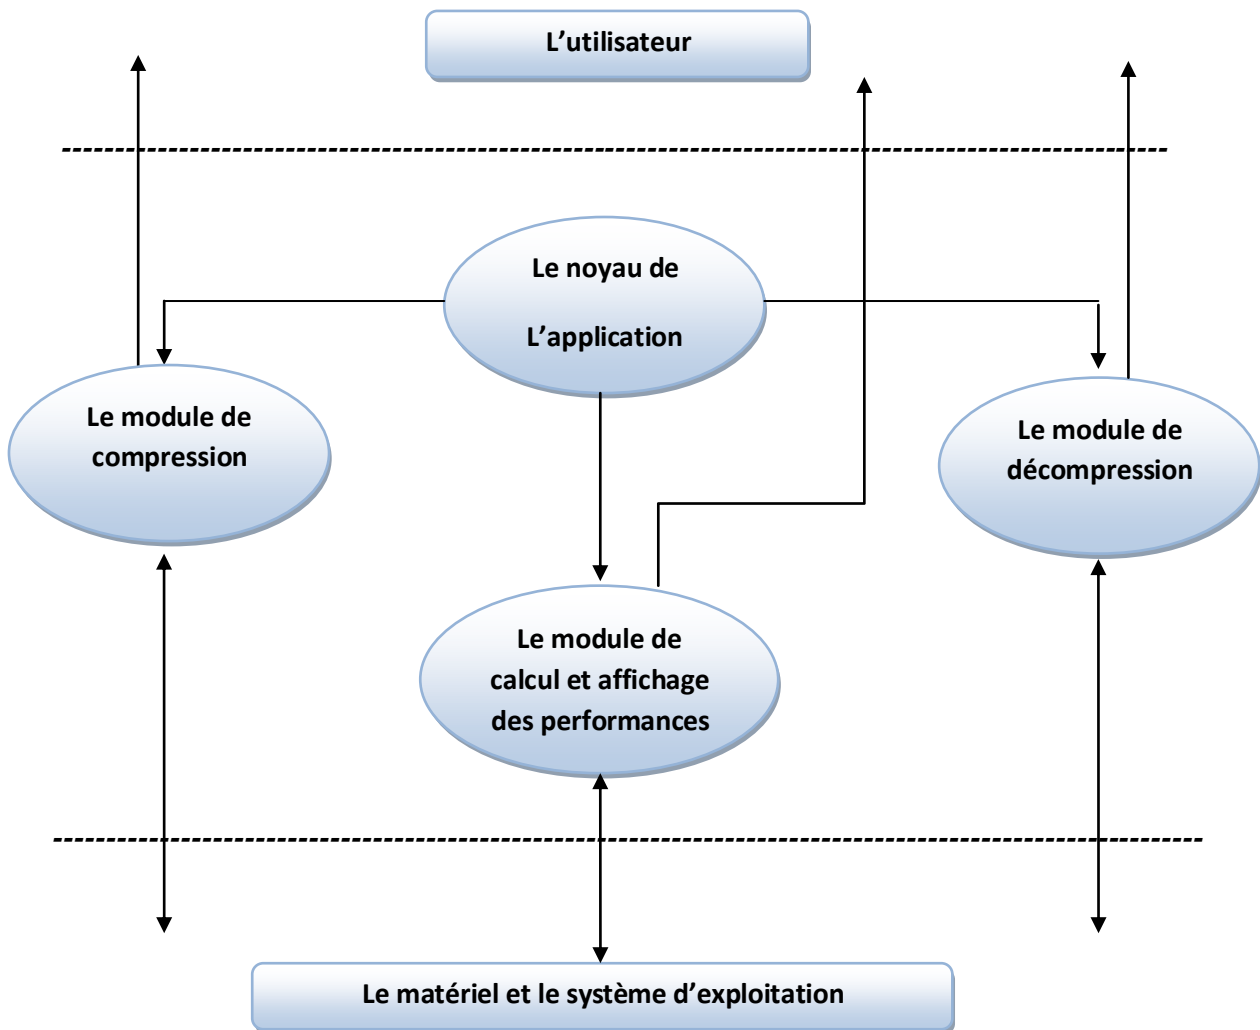 L’utilisateur
Le noyau de
L’application
Le module de
compression
Le module de
décompression
Le module de
calcul et affichage
des performances
Le matériel et le système d’exploitation